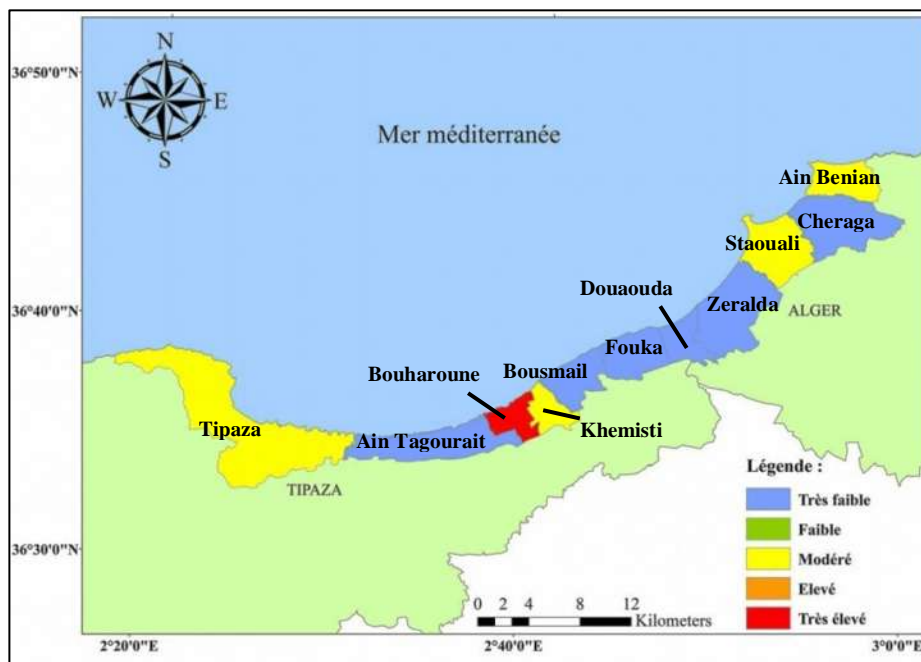 36°50'0"N
N
W
E
S
Mer méditerranée
Ain Benian
Cheraga
Staouali
Douaouda
36°40'0"N
Zeralda
ALGER
Fouka
Bouharoune
Bousmail
Tipaza
Ain Tagourait
Khemisti
TIPAZA
Légende :
Très faible
Faible
Modéré
Elevé
Très élevé
36°30'0"N
0 2 4 8 12
Kilometers
2°20'0"E
2°40'0"E
3°0'0"E